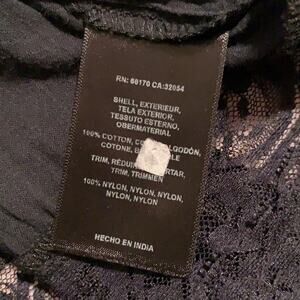 RN: 60170 CA:32054
SHELL, EXTERIEUR,
TELA EXTERIOR,
TESSUTO ESTERNO,
OBERMATERIAL
100% COTTON,
COTONE,
TRIM,
TRIM, TRIMMEN
100% NYLON, NYLON, NYLON,
NYLON, NYLON
HECHO EN INDIA